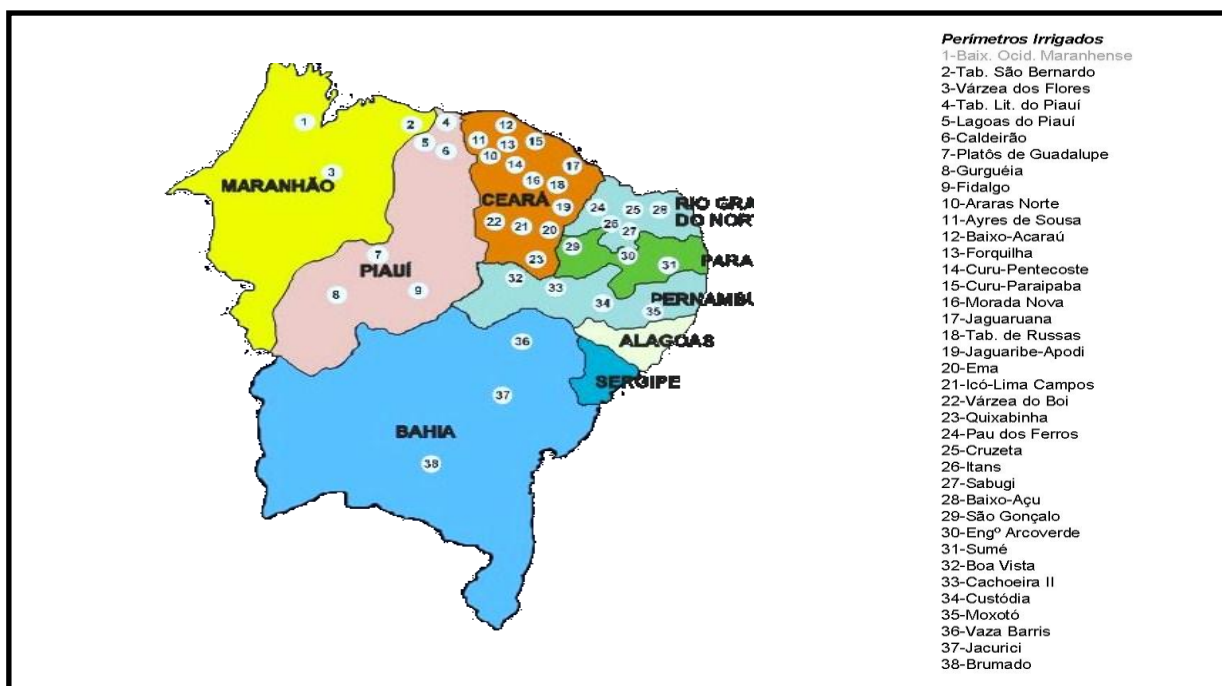 Perímetros Irrigados
1-Baix. Ocid. Maranhense
2-Tab. São Bernardo
3-Várzea dos Flores
4-Tab. Lit. do Piauí
5-Lagoas do Piauí
6-Caldeirão
7-Platôs de Guadalupe
8-Gurguéia
9-Fidalgo
10-Araras Norte
11-Ayres de Sousa
12-Baixo-Acaraú
13-Forquilha
14-Curu-Pentecoste
15-Curu-Paraipaba
16-Morada Nova
17-Jaguaruana
18-Tab. de Russas
19-Jaguaribe-Apodi
20-Ema
21-Icó-Lima Campos
22-Várzea do Boi
23-Quixabinha
24-Pau dos Ferros
25-Cruzeta
26-Itans
27-Sabugi
28-Baixo-Açu
29-São Gonçalo
30-Engº Arcoverde
31-Sumé
32-Boa Vista
33-Cachoeira II
34-Custódia
35-Moxotó
36-Vaza Barris
37-Jacurici
38-Brumado
1
2
4
12
11
13
15
5
6
10
14
17
3
16
18
MARANHÃO
CEARÁ
19
24
25
28
RIO GRA
DO NORT
22
21
20
26
27
29
7
23
30
PARA
31
PIAUÍ
32
8
9
33
34
PERNAMBU
35
36
ALAGOAS
SERGIPE
37
BAHIA
38